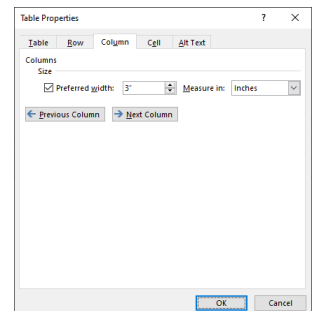 Table Properties ? ×
Table Row Column Cell Alt Text
Columns
Size
Preferred width: 3" Measure in: Inches
Previous Column Next Column
OK Cancel